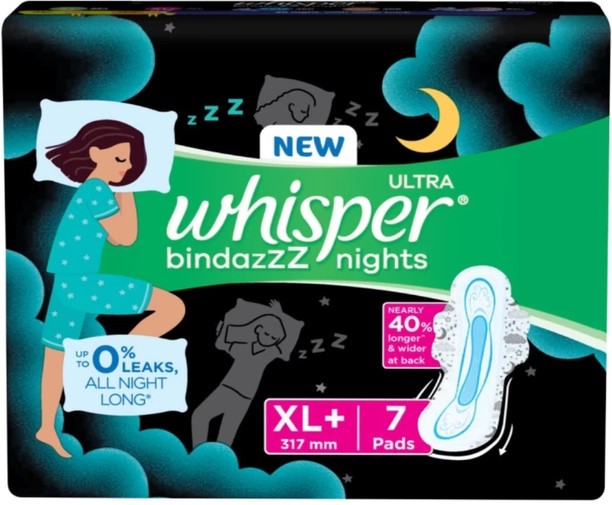 z z Z
z z Z
NEW
ULTRA
whisper®
bindazzZZ nights
NEARLY
40%
longer^
& wider
at back
UP TO 0% LEAKS,
ALL NIGHT
LONG*
z z Z
XL+
317 mm
7
Pads